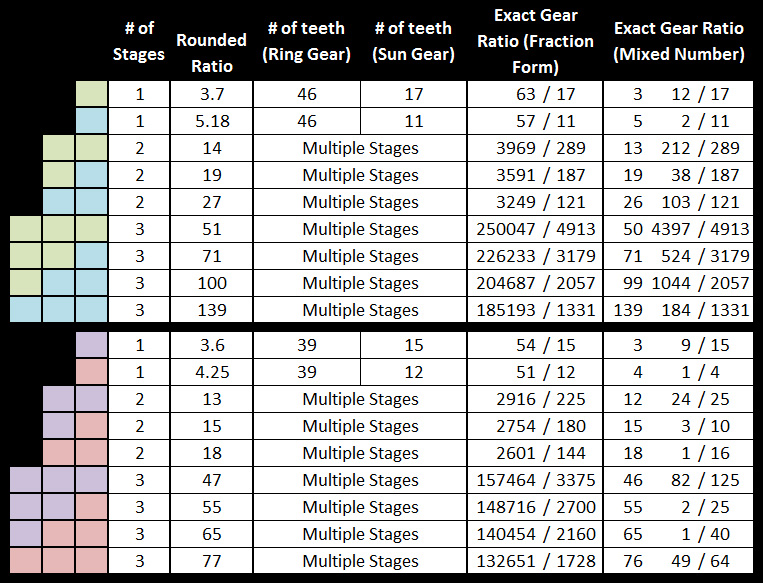 # of Stages Rounded Ratio # of teeth (Ring Gear) # of teeth (Sun Gear) Exact Gear Ratio (Fraction Form) Exact Gear Ratio (Mixed Number)
1 3.7 46 17 63 / 17 3 12 / 17
1 5.18 46 11 57 / 11 5 2 / 11
2 14 Multiple Stages 3969 / 289 13 212 / 289
2 19 Multiple Stages 3591 / 187 19 38 / 187
2 27 Multiple Stages 3249 / 121 26 103 / 121
3 51 Multiple Stages 250047 / 4913 50 4397 / 4913
3 71 Multiple Stages 226233 / 3179 71 524 / 3179
3 100 Multiple Stages 204687 / 2057 99 1044 / 2057
3 139 Multiple Stages 185193 / 1331 139 184 / 1331
1 3.6 39 15 54 / 15 3 9 / 15
1 4.25 39 12 51 / 12 4 1 / 4
2 13 Multiple Stages 2916 / 225 12 24 / 25
2 15 Multiple Stages 2754 / 180 15 3 / 10
2 18 Multiple Stages 2601 / 144 18 1 / 16
3 47 Multiple Stages 157464 / 3375 46 82 / 125
3 55 Multiple Stages 148716 / 2700 55 2 / 25
3 65 Multiple Stages 140454 / 2160 65 1 / 40
3 77 Multiple Stages 132651 / 1728 76 49 / 64